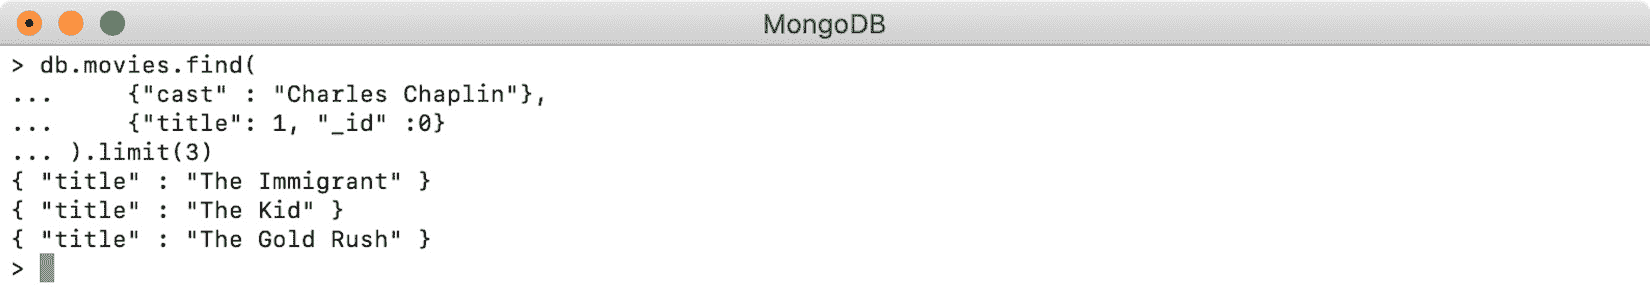 MongoDB
> db.movies.find(
...     {"cast" : "Charles Chaplin"},
...     {"title": 1, "_id" :0}
... ).limit(3)
{ "title" : "The Immigrant" }
{ "title" : "The Kid" }
{ "title" : "The Gold Rush" }
>